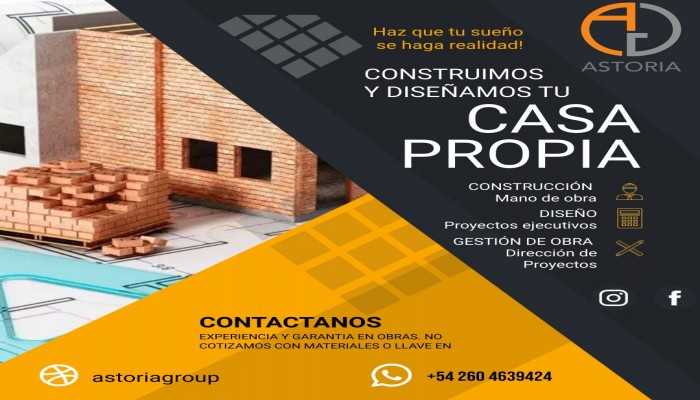 Haz que tu sueño
se haga realidad!
AG
ASTORIA
CONSTRUIMOS
Y DISEÑAMOS TU
CASA
PROPIA
CONSTRUCCIÓN
Mano de obra
DISEÑO
Proyectos ejecutivos
GESTIÓN DE OBRA
Dirección de
Proyectos
CONTACTANOS
EXPERIENCIA Y GARANTIA EN OBRAS. NO
COTIZAMOS CON MATERIALES O LLAVE EN
astoriagroup
+54 260 4639424